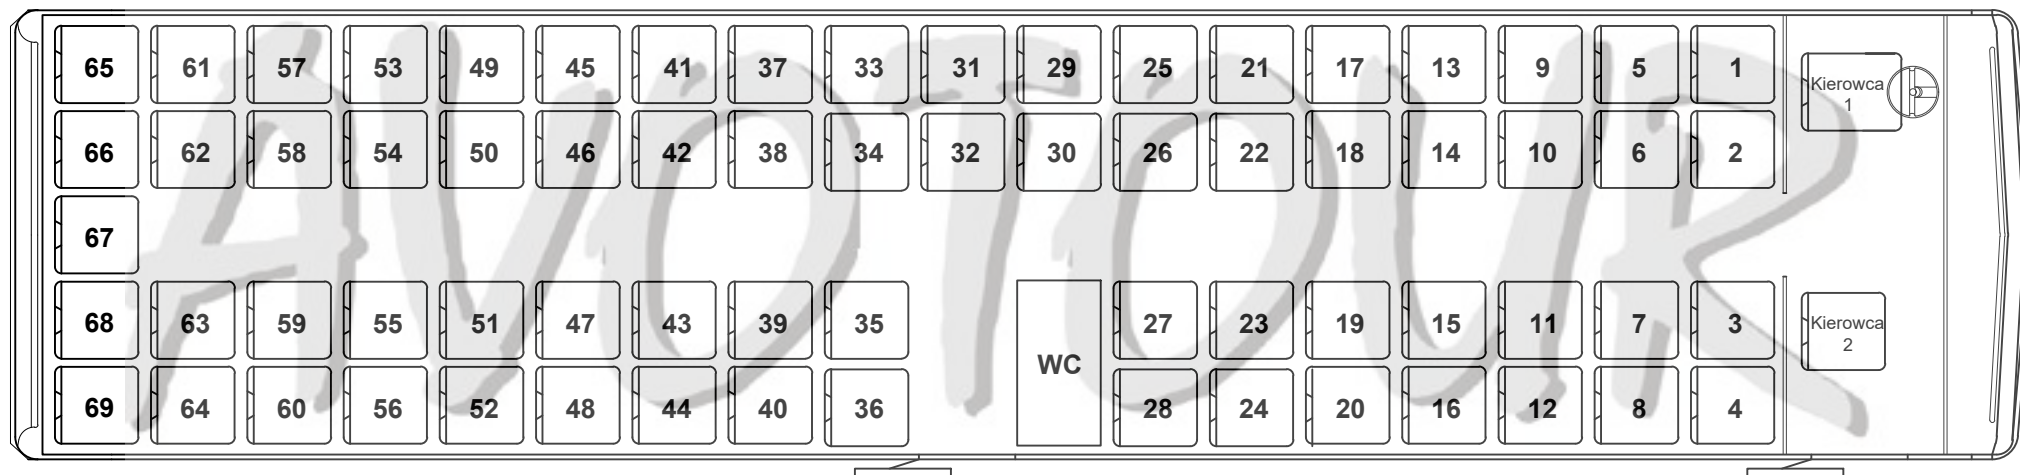 65 61 57 53 49 45 41 37 33 31 29 25 21 17 13 9 5 1
Kierowca
1
66 62 58 54 50 46 42 38 34 32 30 26 22 18 14 10 6 2
67
AVOTOUR
68 63 59 55 51 47 43 39 35 27 23 19 15 11 7 3
Kierowca
2
WC
69 64 60 56 52 48 44 40 36 28 24 20 16 12 8 4